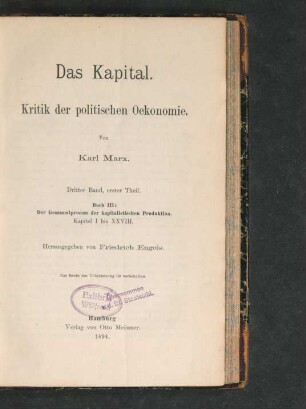 Das Kapital.
Kritik der politischen Oekonomie.
Von
Karl Marx.
Dritter Band, erster Theil.
Buch III:
Der Gesammtprocess der kapitalistischen Produktion.
Kapitel I bis XXVIII.
Herausgegeben von Friedrich Engels.
Das Recht der Uebersetzung ist vorbehalten.
Hamburg
Verlag von Otto Meissner.
1894.